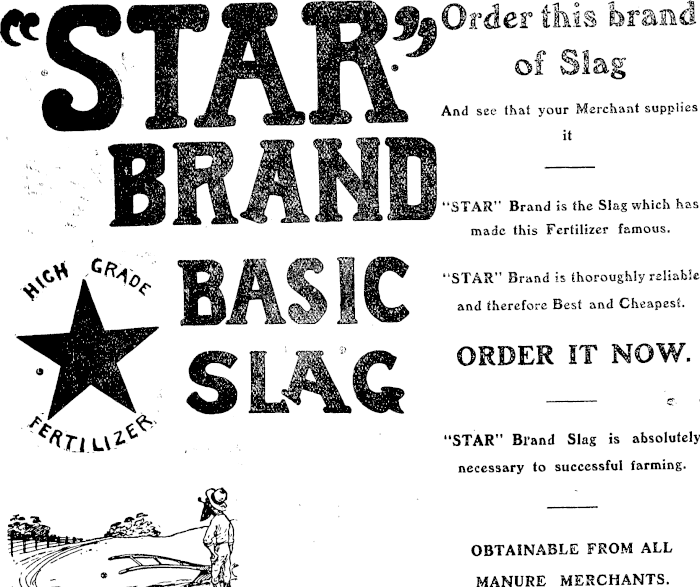 "STAR"
BRAND
BASIC
SLAG
HIGH GRADE
FERTILIZER
Order this brand
of Slag
And see that your Merchant supplies
it
"STAR" Brand is the Slag which has
made this Fertilizer famous.
"STAR" Brand is thoroughly reliable
and therefore Best and Cheapest.
ORDER IT NOW.
"STAR" Brand Slag is absolutely
necessary to successful farming.
OBTAINABLE FROM ALL
MANURE MERCHANTS.